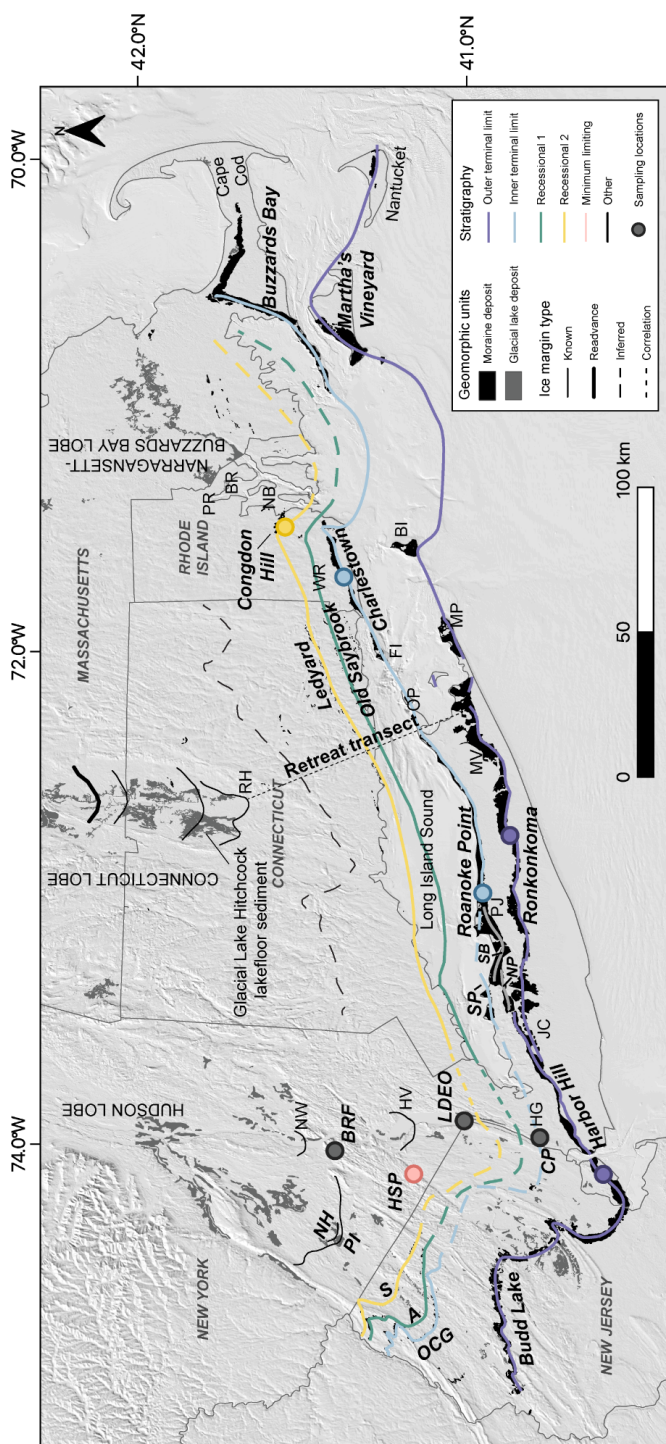 42.0°N
41.0°N
74.0°W
72.0°W
70.0°W
N
NEW YORK
HUDSON LOBE
CONNECTICUT LOBE
MASSACHUSETTS
NARRAGANSETT-
BUZZARDS BAY LOBE
RHODE
ISLAND
PR
BR
NB
Cape
Cod
Buzzards Bay
Glacial Lake Hitchcock
lakefloor sediment
CONNECTICUT
RH
Congdon
Hill
NW
BRF
NH
PI
HV
HSP
LDEO
Ledyard
Old Saybrook
WR
Charlestown
FI
Retreat transect
OP
Long Island Sound
Martha's
Vineyard
Nantucket
BI
MP
MV
S
A
OCG
Roanoke Point
PJ
SB
SP
NP
Ronkonkoma
JC
HG
CP
Harbor Hill
Budd Lake
NEW JERSEY
0
50
100 km
Geomorphic units
Moraine deposit
Glacial lake deposit
Ice margin type
Known
Readvance
Inferred
Correlation
Stratigraphy
Outer terminal limit
Inner terminal limit
Recessional 1
Recessional 2
Minimum limiting
Other
Sampling locations